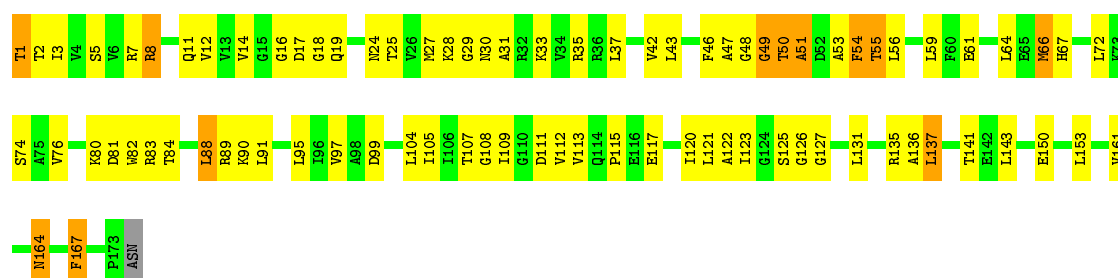 T1 T2 I3 V4 S5 V6 R7 R8 Q11 V12 V13 V14 G15 G16 D17 G18 Q19 N24 T25 V26 M27 K28 G29 N30 A31 R32 K33 V34 R35 R36 L37 V42 L43 F46 A47 G48 G49 T50 A51 D52 A53 F54 T55 L56 L59 F60 E61 L64 E65 M66 H67 L72 K73
S74 A75 V76 K80 D81 W82 R83 T84 L88 R89 K90 L91 L95 I96 V97 A98 D99 L104 I105 I106 T107 G108 I109 G110 D111 V112 V113 Q114 P115 E116 E117 I120 L121 A122 I123 G124 S125 G126 G127 L131 R135 A136 L137 T141 E142 L143 E150 L153 V161
N164 F167 P173 ASN